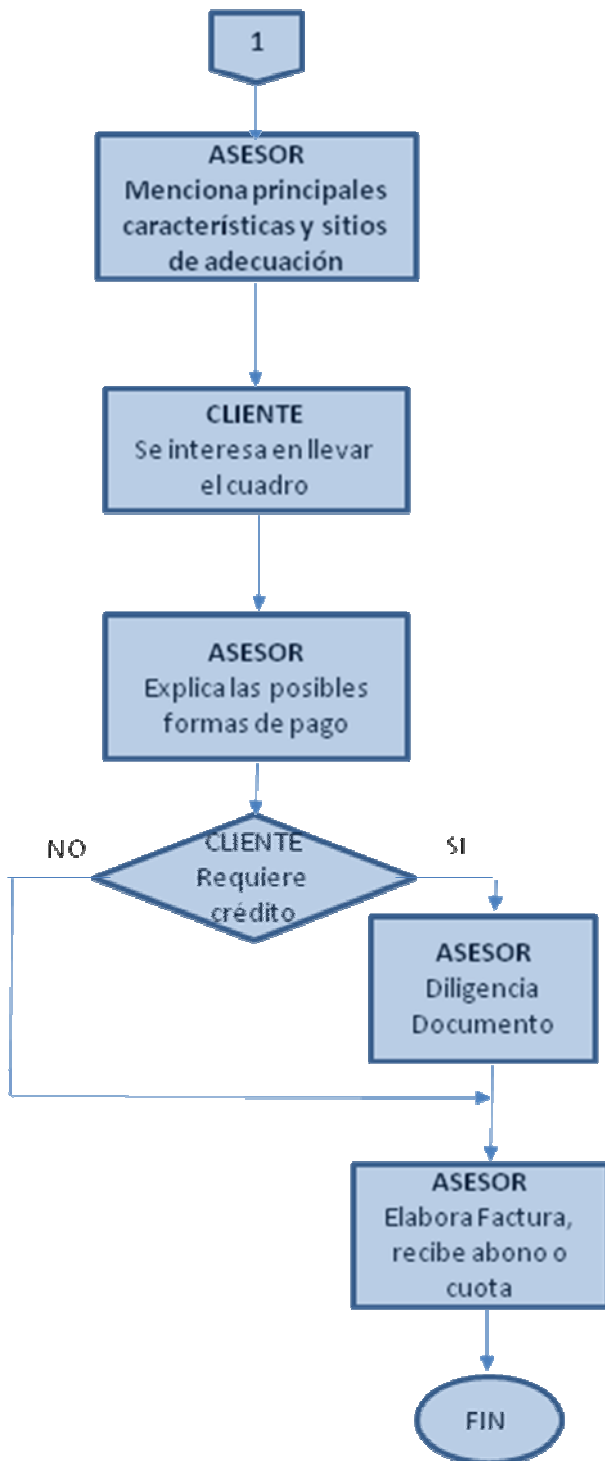 1
ASESOR
Menciona principales
características y sitios
de adecuación
CLIENTE
Se interesa en llevar
el cuadro
ASESOR
Explica las posibles
formas de pago
CLIENTE
Requiere
crédito
NO
SI
ASESOR
Diligencia
Documento
ASESOR
Elabora Factura,
recibe abono o
cuota
FIN